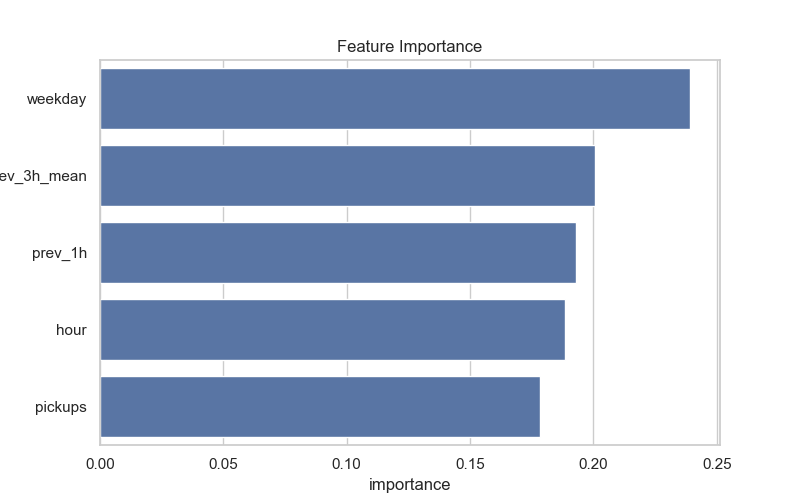 Feature Importance
weekday
ev_3h_mean
prev_1h
hour
pickups
0.00 0.05 0.10 0.15 0.20 0.25
importance